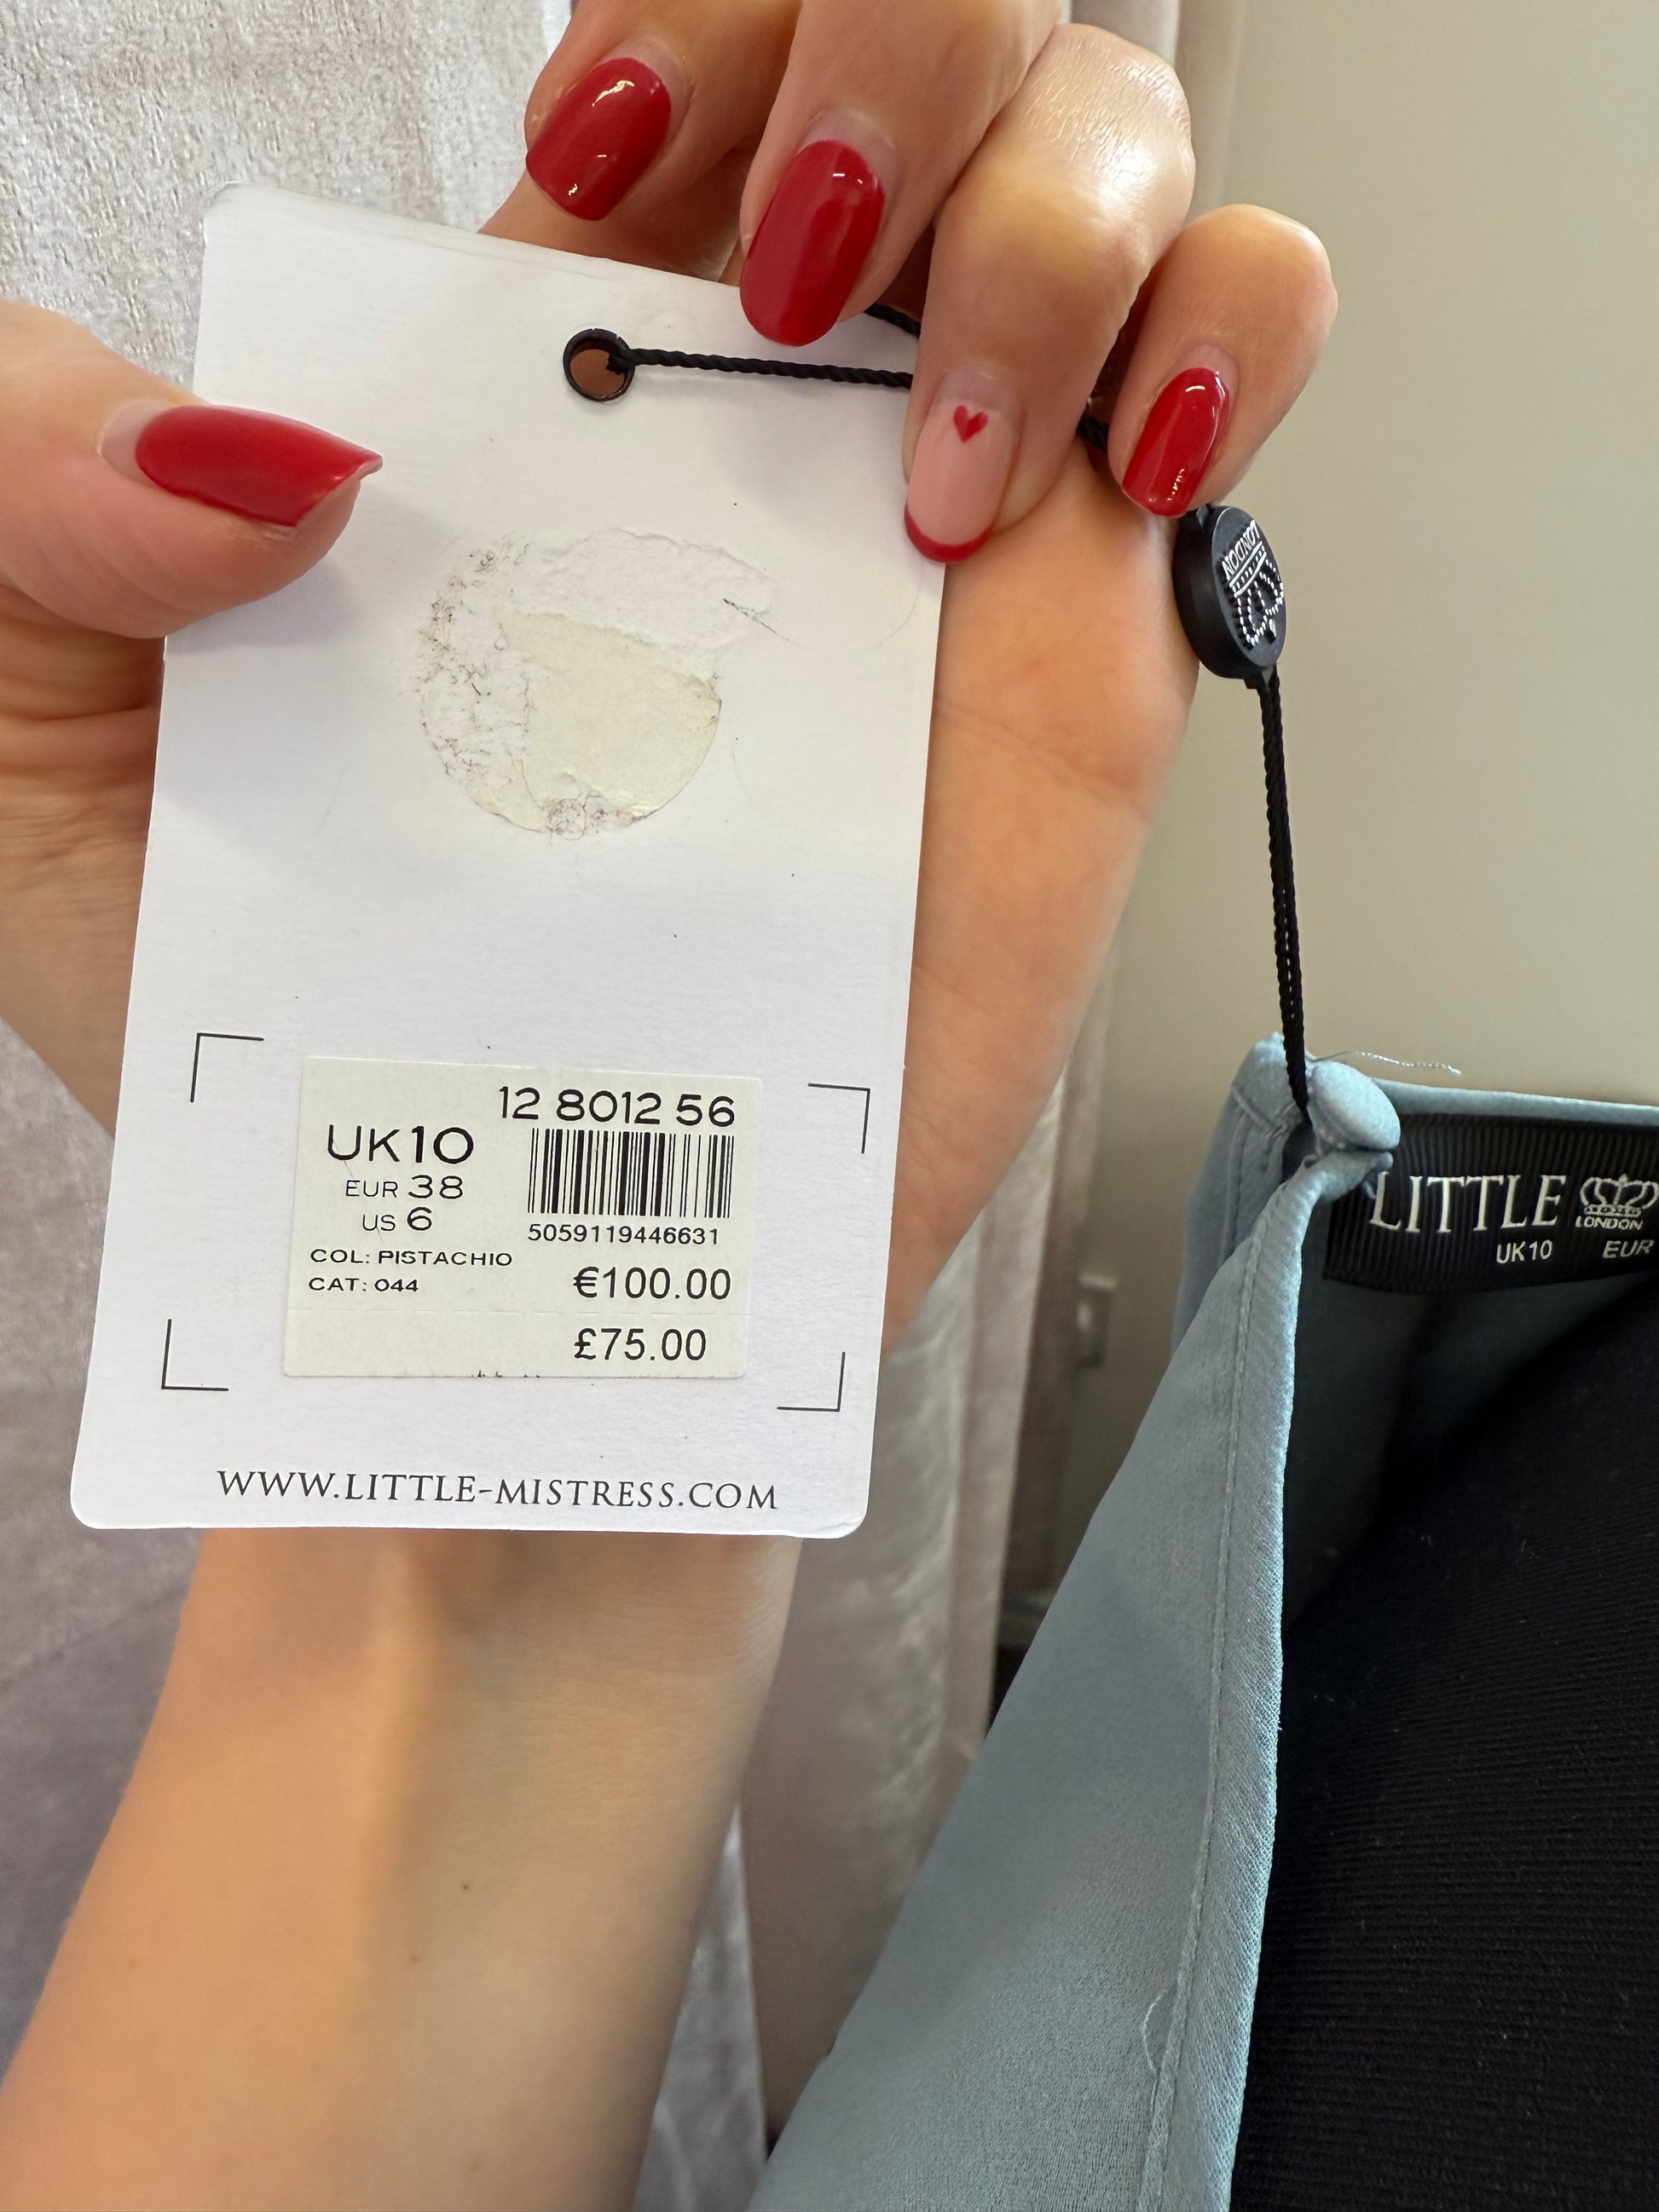 12 8012 56
UK10
EUR 38
US 6
5059119446631
COL: PISTACHIO
CAT: 044
€100.00
£75.00
WWW.LITTLE-MISTRESS.COM
LONDON
LITTLE
LONDON
UK10 EUR